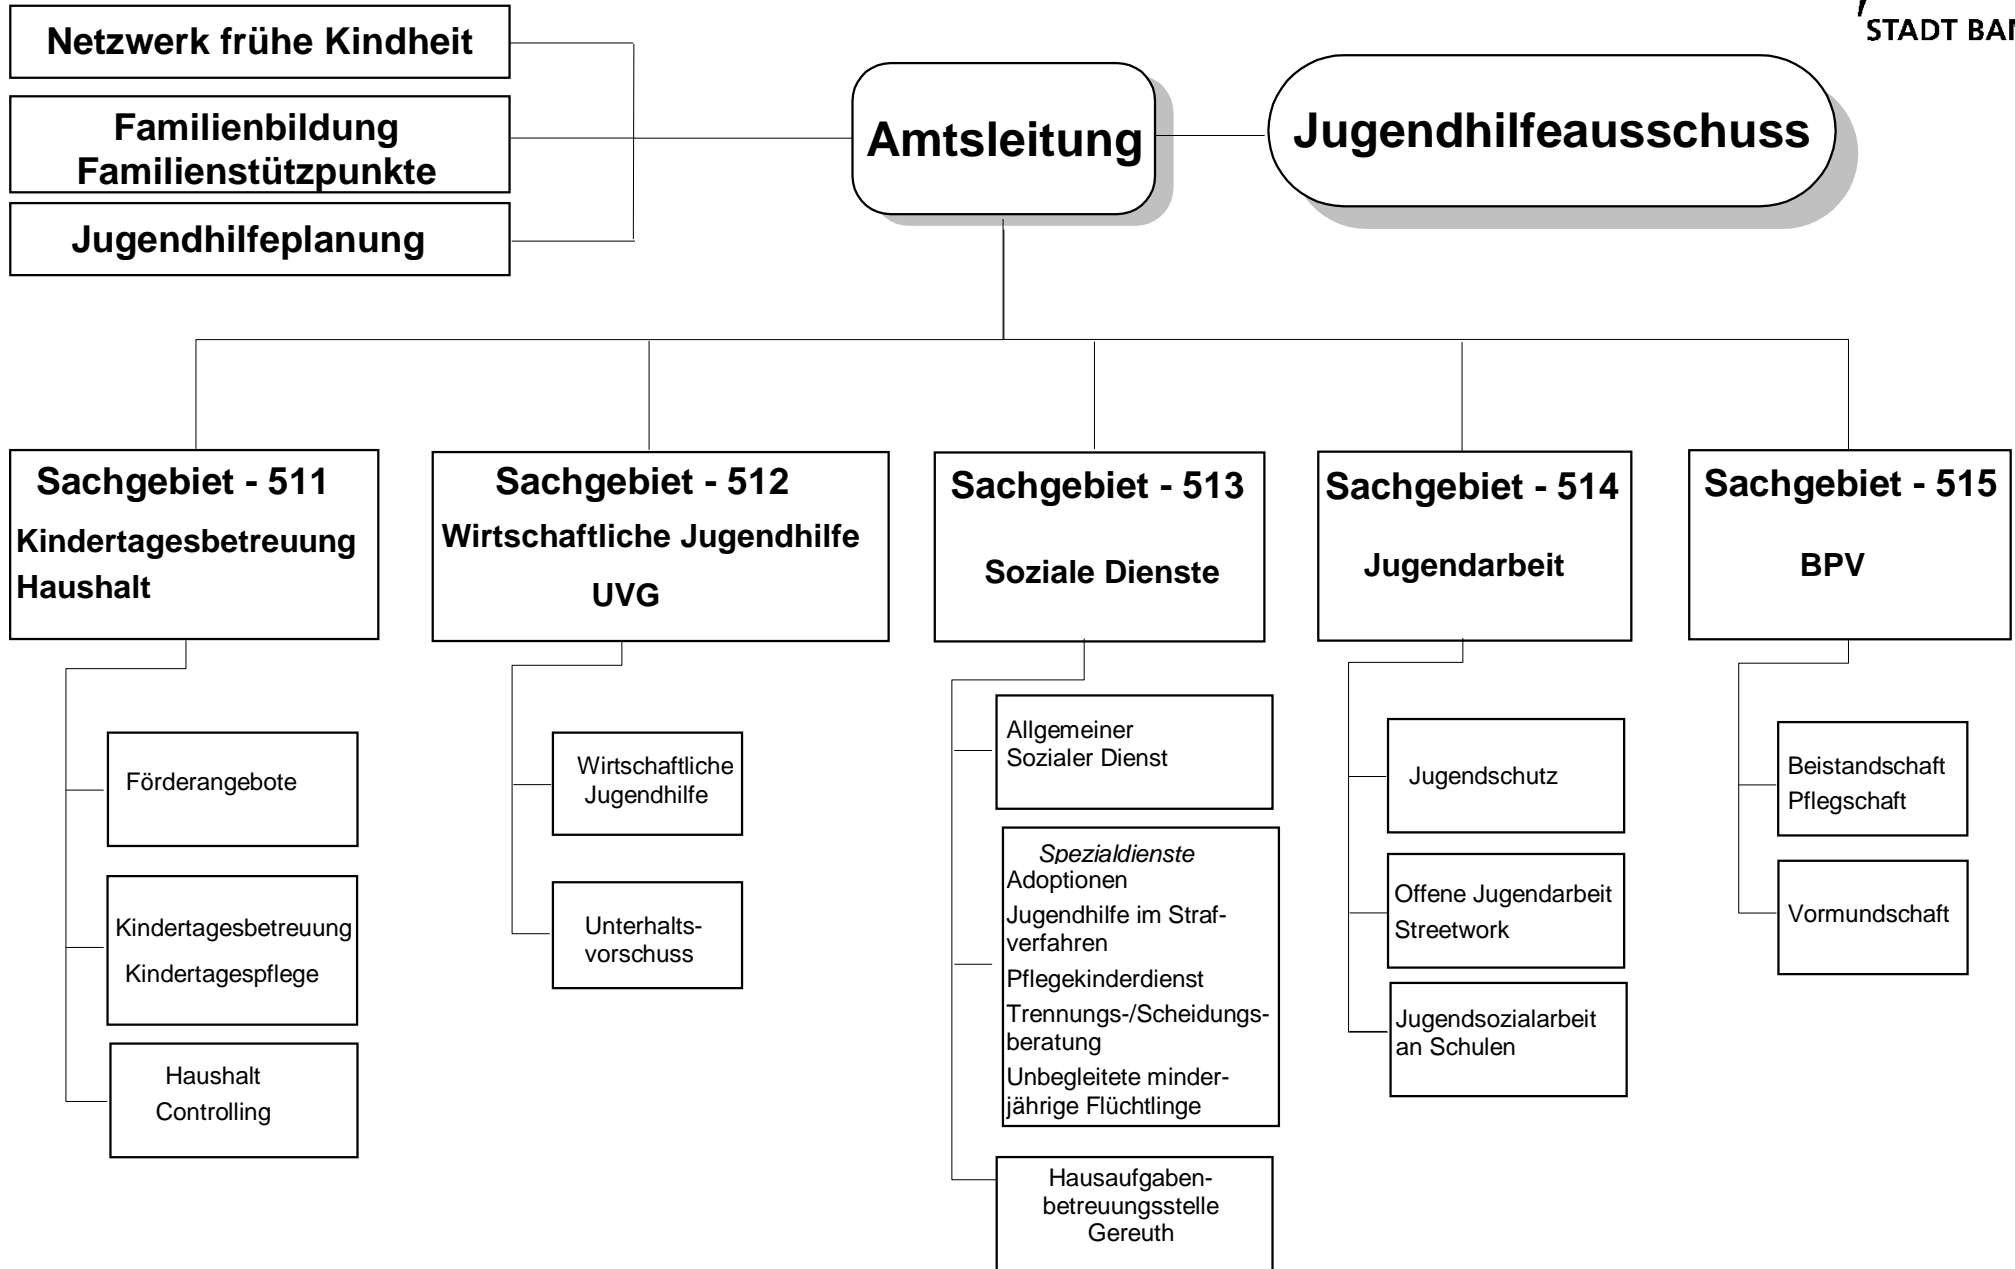 STADT
Netzwerk frühe Kindheit
Familienbildung
Familienstützpunkte
Jugendhilfeplanung
Amtsleitung
Jugendhilfeausschuss
Sachgebiet - 511
Kindertagesbetreuung
Haushalt
Förderangebote
Kindertagesbetreuung
Kindertagespflege
Haushalt
Controlling
Sachgebiet - 512
Wirtschaftliche Jugendhilfe
UVG
Wirtschaftliche
Jugendhilfe
Unterhalts-
vorschuss
Sachgebiet - 513
Soziale Dienste
Allgemeiner
Sozialer Dienst
Spezialdienste
Adoptionen
Jugendhilfe im Straf-
verfahren
Pflegekinderdienst
Trennungs-/Scheidungs-
beratung
Unbegleitete minder-
jährige Flüchtlinge
Hausaufgaben-
betreuungsstelle
Gereuth
Sachgebiet - 514
Jugendarbeit
Jugendschutz
Offene Jugendarbeit
Streetwork
Jugendsozialarbeit
an Schulen
Sachgebiet - 515
BPV
Beistandschaft
Pflegschaft
Vormundschaft